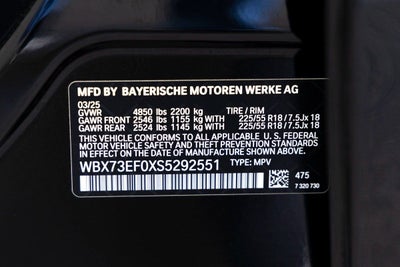 MFD BY BAYERISCHE MOTOREN WERKE AG
03/25
GVWR 4850 lbs 2200 kg TIRE / RIM
GAWR FRONT 2546 lbs 1155 kg 225/55 R18 / 7.5Jx 18
GAWR REAR 2524 lbs 1145 kg 225/55 R18 / 7.5Jx 18
THIS VEHICLE CONFORMS TO ALL APPLICABLE U.S. FEDERAL
MOTOR VEHICLE SAFETY AND THEFT PREVENTION STANDARDS
IN EFFECT ON THE DATE OF MANUFACTURE SHOWN ABOVE.
WBX73EF0XS5292551 TYPE: MPV
475
7 320 730